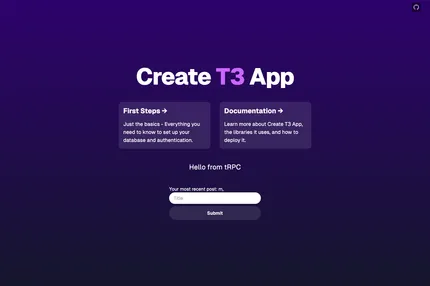 Create T3 App
First Steps →
Just the basics - Everything you
need to know to set up your
database and authentication.
Documentation →
Learn more about Create T3 App,
the libraries it uses, and how to
deploy it.
Hello from tRPC
Your most recent post: m,
Title
Submit